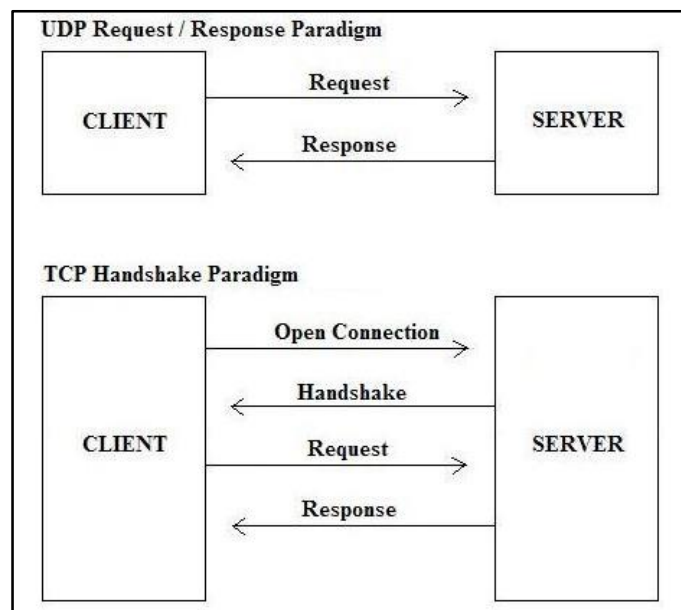 UDP Request / Response Paradigm
Request
CLIENT
SERVER
Response
TCP Handshake Paradigm
Open Connection
Handshake
CLIENT
Request
SERVER
Response